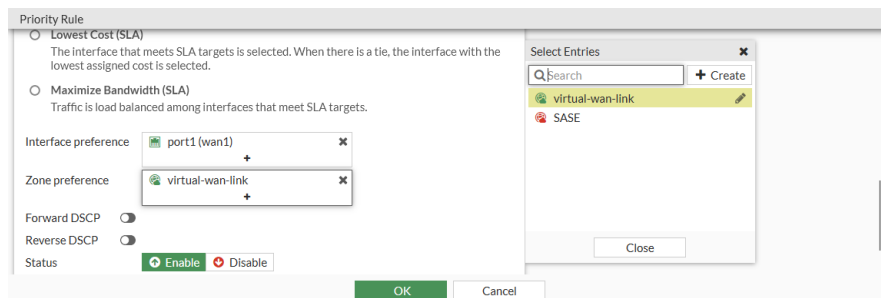 Priority Rule
Lowest Cost (SLA)
The interface that meets SLA targets is selected. When there is a tie, the interface with the
lowest assigned cost is selected.
Maximize Bandwidth (SLA)
Traffic is load balanced among interfaces that meet SLA targets.
Interface preference
port1 (wan1)
+
Zone preference
virtual-wan-link
+
Forward DSCP
Reverse DSCP
Status
Enable
Disable
Select Entries
Search
+ Create
virtual-wan-link
SASE
Close
OK
Cancel